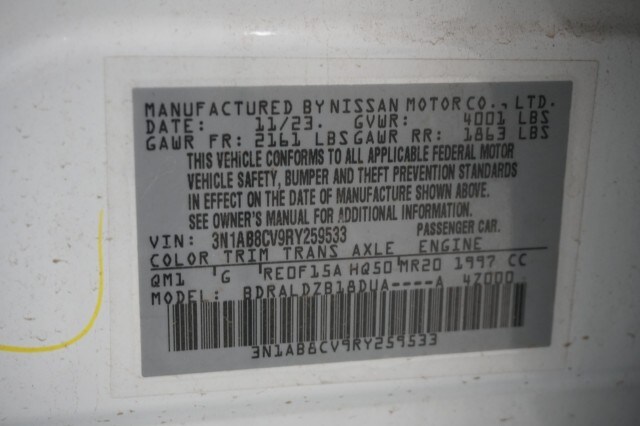 MANUFACTURED BY NISSAN MOTOR CO., LTD.
DATE: 11/23. GVWR: 4001 LBS
GAWR FR: 2161 LBS GAWR RR: 1863 LBS
THIS VEHICLE CONFORMS TO ALL APPLICABLE FEDERAL MOTOR
VEHICLE SAFETY, BUMPER AND THEFT PREVENTION STANDARDS
IN EFFECT ON THE DATE OF MANUFACTURE SHOWN ABOVE.
SEE OWNER'S MANUAL FOR ADDITIONAL INFORMATION.
VIN: 3N1AB8CV9RY259533 PASSENGER CAR.
COLOR TRIM TRANS AXLE ENGINE
QM1 G RE0F15A HQ50 MR20 1997 CC
MODEL: BDRALDZB18DUA----A 47000
3N1AB8CV9RY259533